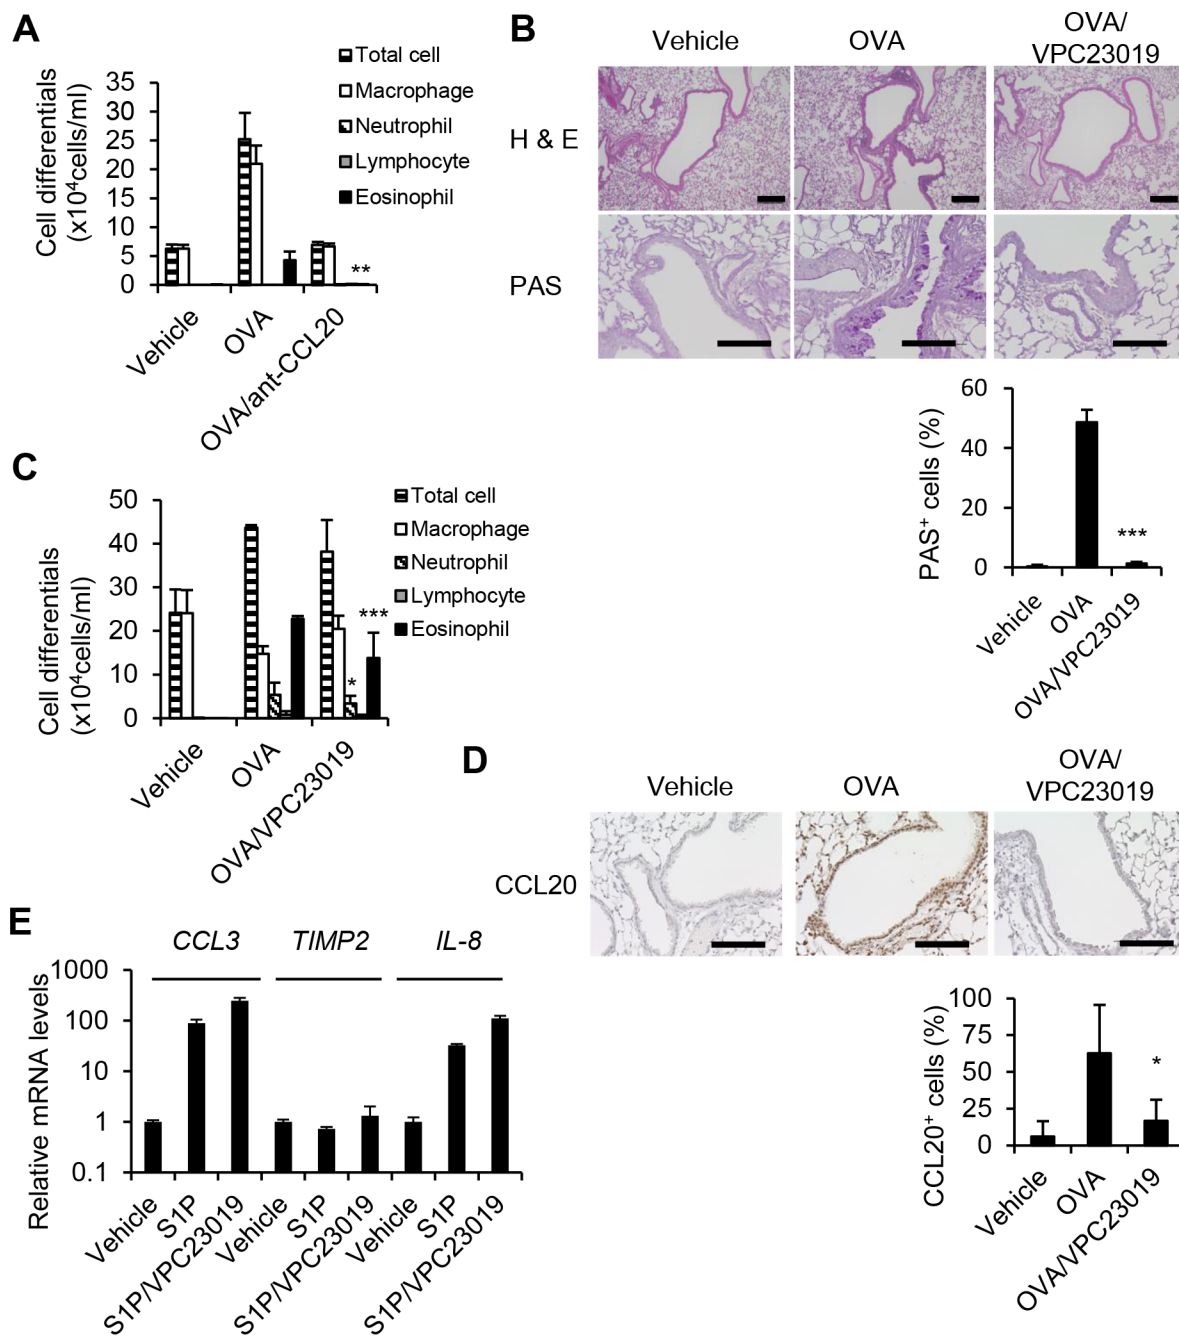 A
Total cell
Macrophage
Neutrophil
Lymphocyte
Eosinophil
Cell differentials
(x10⁴cells/ml)
35
30
25
20
15
10
5
0
**
Vehicle
OVA
OVA/ant-CCL20
B
Vehicle
OVA
OVA/
VPC23019
H & E
PAS
PAS⁺ cells (%)
60
40
20
0
***
Vehicle
OVA
OVA/VPC23019
C
Total cell
Macrophage
Neutrophil
Lymphocyte
Eosinophil
Cell differentials
(x10⁴cells/ml)
50
40
30
20
10
0
*
***
Vehicle
OVA
OVA/VPC23019
D
Vehicle
OVA
OVA/
VPC23019
CCL20
CCL20⁺ cells (%)
100
75
50
25
0
*
Vehicle
OVA
OVA/VPC23019
E
CCL3
TIMP2
IL-8
Relative mRNA levels
1000
100
10
1
0.1
Vehicle
S1P
S1P/VPC23019
Vehicle
S1P
S1P/VPC23019
Vehicle
S1P
S1P/VPC23019